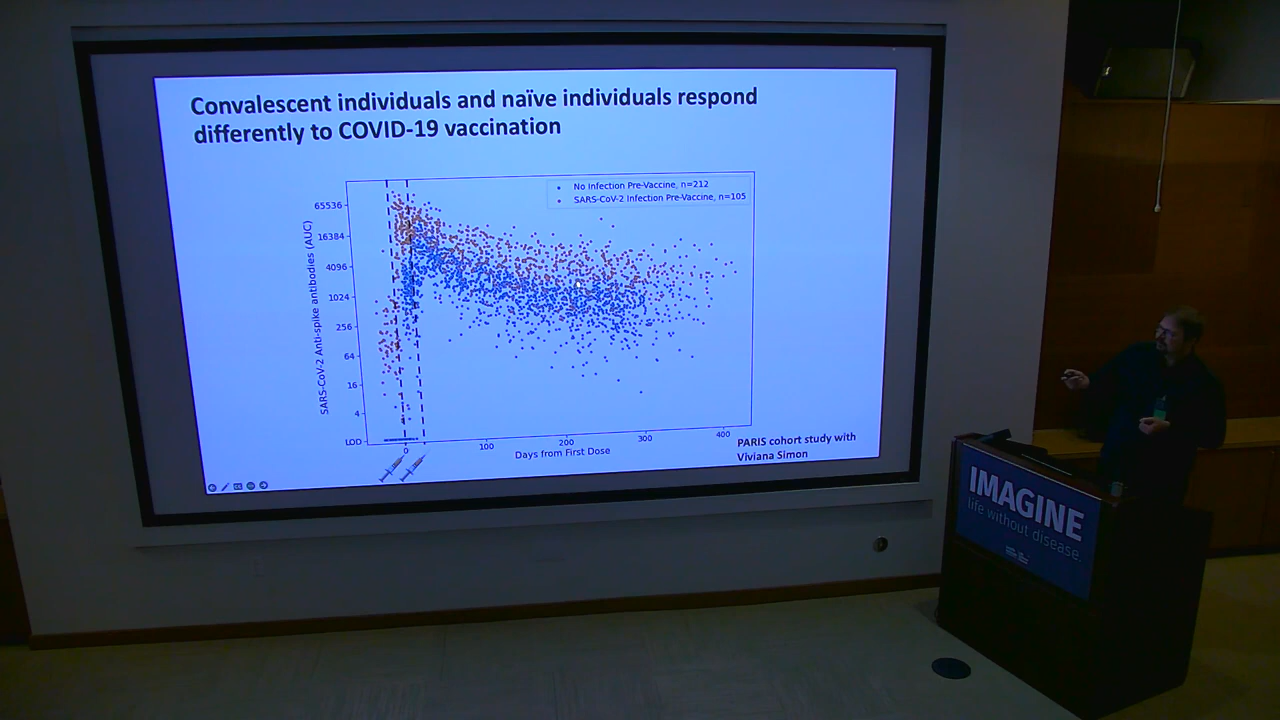 Convalescent individuals and naïve individuals respond
differently to COVID-19 vaccination
No Infection Pre-Vaccine, n=212
SARS-CoV-2 Infection Pre-Vaccine, n=105
SARS-CoV-2 Anti-spike antibodies (AUC)
65536
16384
4096
1024
256
64
16
4
LOD
0
100
200
300
400
Days from First Dose
PARIS cohort study with
Viviana Simon
IMAGINE
life without disease.